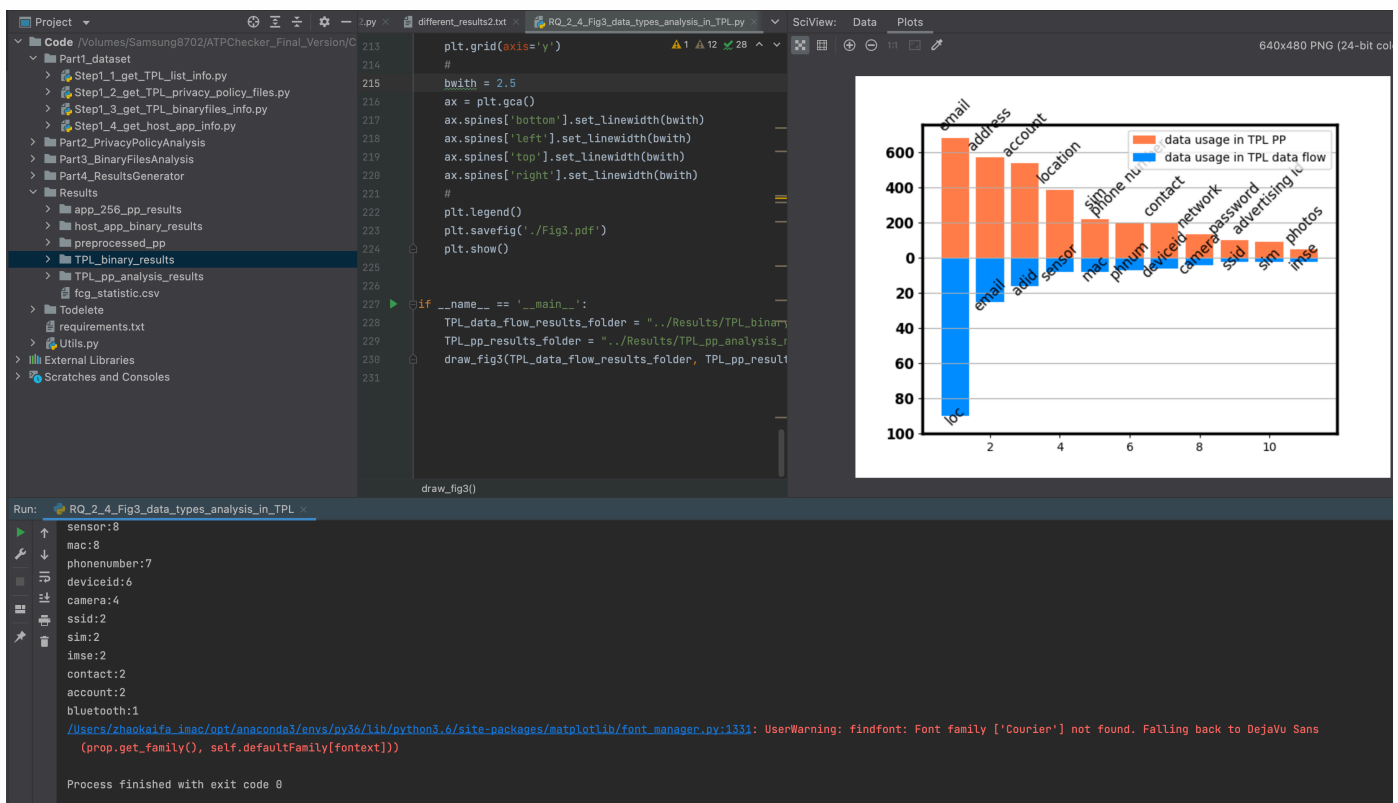 Project
2.py
different_results2.txt
RQ_2_4_Fig3_data_types_analysis_in_TPL.py
SciView: Data Plots
Code /Volumes/Samsung8702/ATPChecker_Final_Version/C
Part1_dataset
Step1_1_get_TPL_list_info.py
Step1_2_get_TPL_privacy_policy_files.py
Step1_3_get_TPL_binaryfiles_info.py
Step1_4_get_host_app_info.py
Part2_PrivacyPolicyAnalysis
Part3_BinaryFilesAnalysis
Part4_ResultsGenerator
Results
app_256_pp_results
host_app_binary_results
preprocessed_pp
TPL_binary_results
TPL_pp_analysis_results
fcg_statistic.csv
Todelete
requirements.txt
Utils.py
External Libraries
Scratches and Consoles
1 12 28
213 plt.grid(axis='y')
214 #
215 bwith = 2.5
216 ax = plt.gca()
217 ax.spines['bottom'].set_linewidth(bwith)
218 ax.spines['left'].set_linewidth(bwith)
219 ax.spines['top'].set_linewidth(bwith)
220 ax.spines['right'].set_linewidth(bwith)
221 #
222 plt.legend()
223 plt.savefig('./Fig3.pdf')
224 plt.show()
225
226
227 if __name__ == '__main__':
228 TPL_data_flow_results_folder = "../Results/TPL_binary
229 TPL_pp_results_folder = "../Results/TPL_pp_analysis_r
230 draw_fig3(TPL_data_flow_results_folder, TPL_pp_result
231
draw_fig3()
1:1
640x480 PNG (24-bit col
data usage in TPL PP
data usage in TPL data flow
email
address
account
location
sim
phone number
contact
network
password
advertising id
photos
600
400
200
0
20
40
60
80
100
loc
email
adid
sensor
mac
phnum
deviceid
camera
ssid
sim
imse
2 4 6 8 10
Run: RQ_2_4_Fig3_data_types_analysis_in_TPL
sensor:8
mac:8
phonenumber:7
deviceid:6
camera:4
ssid:2
sim:2
imse:2
contact:2
account:2
bluetooth:1
/Users/zhaokaifa_imac/opt/anaconda3/envs/py36/lib/python3.6/site-packages/matplotlib/font_manager.py:1331: UserWarning: findfont: Font family ['Courier'] not found. Falling back to DejaVu Sans
(prop.get_family(), self.defaultFamily[fontext]))
Process finished with exit code 0